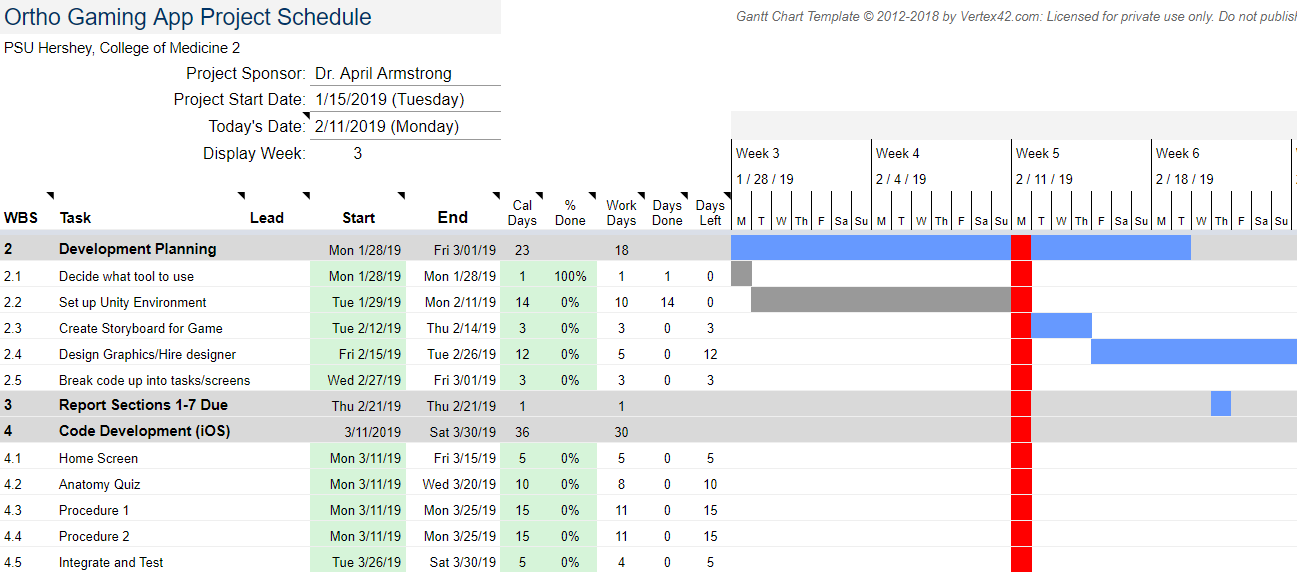 Ortho Gaming App Project Schedule
Gantt Chart Template © 2012-2018 by Vertex42.com: Licensed for private use only. Do not publish
PSU Hershey, College of Medicine 2
Project Sponsor: Dr. April Armstrong
Project Start Date: 1/15/2019 (Tuesday)
Today's Date: 2/11/2019 (Monday)
Display Week: 3
Week 3 Week 4 Week 5 Week 6
1 / 28 / 19 2 / 4 / 19 2 / 11 / 19 2 / 18 / 19
WBS Task Lead Start End Cal Days % Done Work Days Days Done Days Left M T W Th F Sa Su M T W Th F Sa Su M T W Th F Sa Su M T W Th F Sa Su
2 Development Planning Mon 1/28/19 Fri 3/01/19 23 18
2.1 Decide what tool to use Mon 1/28/19 Mon 1/28/19 1 100% 1 1 0
2.2 Set up Unity Environment Tue 1/29/19 Mon 2/11/19 14 0% 10 14 0
2.3 Create Storyboard for Game Tue 2/12/19 Thu 2/14/19 3 0% 3 0 3
2.4 Design Graphics/Hire designer Fri 2/15/19 Tue 2/26/19 12 0% 5 0 12
2.5 Break code up into tasks/screens Wed 2/27/19 Fri 3/01/19 3 0% 3 0 3
3 Report Sections 1-7 Due Thu 2/21/19 Thu 2/21/19 1 1
4 Code Development (iOS) 3/11/2019 Sat 3/30/19 36 30
4.1 Home Screen Mon 3/11/19 Fri 3/15/19 5 0% 5 0 5
4.2 Anatomy Quiz Mon 3/11/19 Wed 3/20/19 10 0% 8 0 10
4.3 Procedure 1 Mon 3/11/19 Mon 3/25/19 15 0% 11 0 15
4.4 Procedure 2 Mon 3/11/19 Mon 3/25/19 15 0% 11 0 15
4.5 Integrate and Test Tue 3/26/19 Sat 3/30/19 5 0% 4 0 5